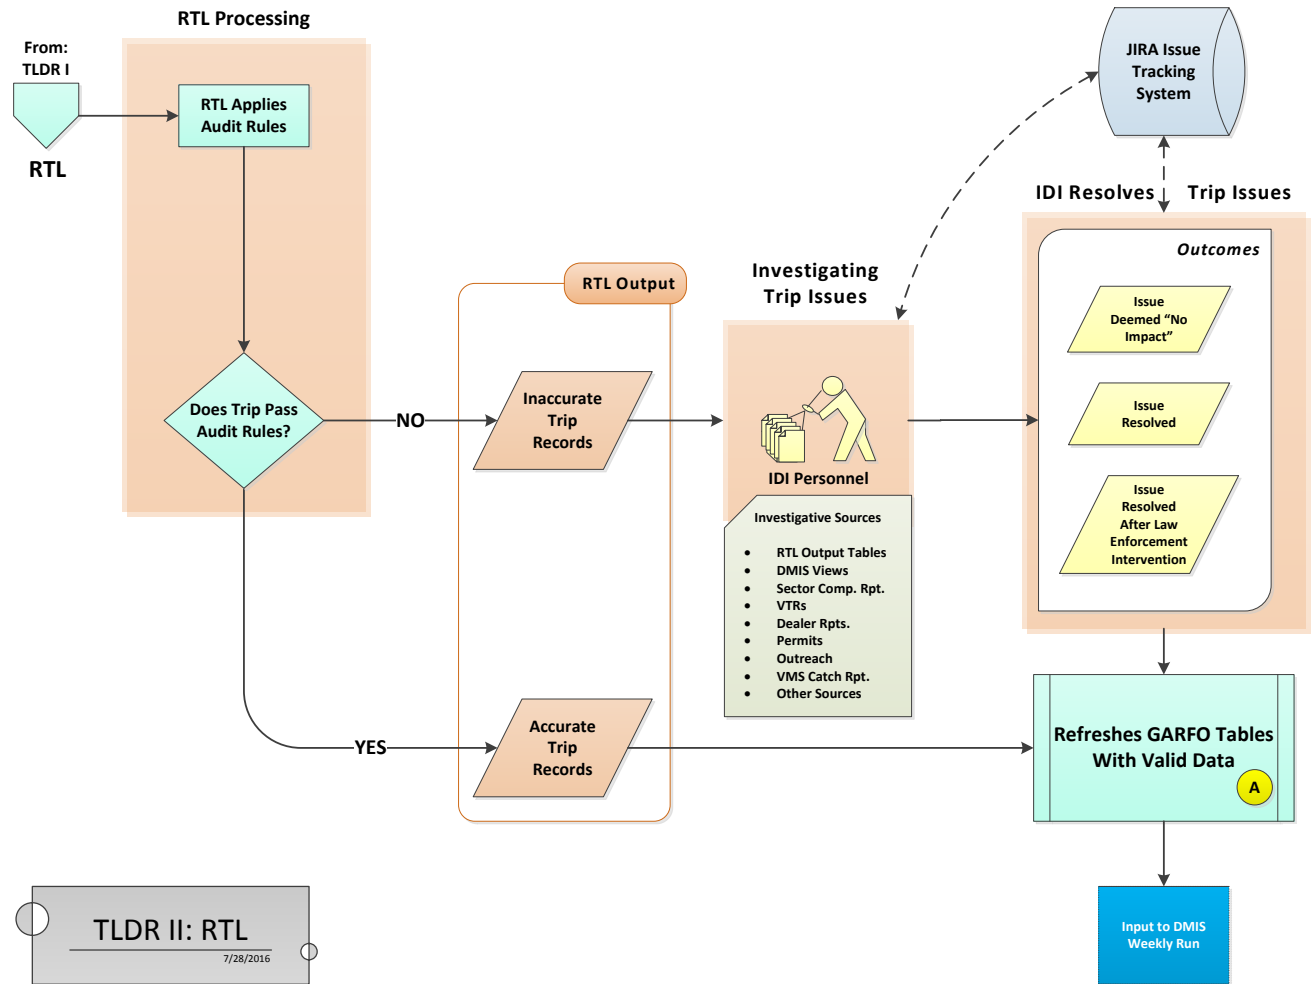 RTL Processing
From:
TLDR I
RTL
RTL Applies
Audit Rules
Does Trip Pass
Audit Rules?
NO
YES
RTL Output
Inaccurate
Trip
Records
Accurate
Trip
Records
Investigating
Trip Issues
IDI Personnel
Investigative Sources
• RTL Output Tables
• DMIS Views
• Sector Comp. Rpt.
• VTRs
• Dealer Rpts.
• Permits
• Outreach
• VMS Catch Rpt.
• Other Sources
JIRA Issue
Tracking
System
IDI Resolves Trip Issues
Outcomes
Issue
Deemed “No
Impact”
Issue
Resolved
Issue
Resolved
After Law
Enforcement
Intervention
Refreshes GARFO Tables
With Valid Data
A
Input to DMIS
Weekly Run
TLDR II: RTL
7/28/2016